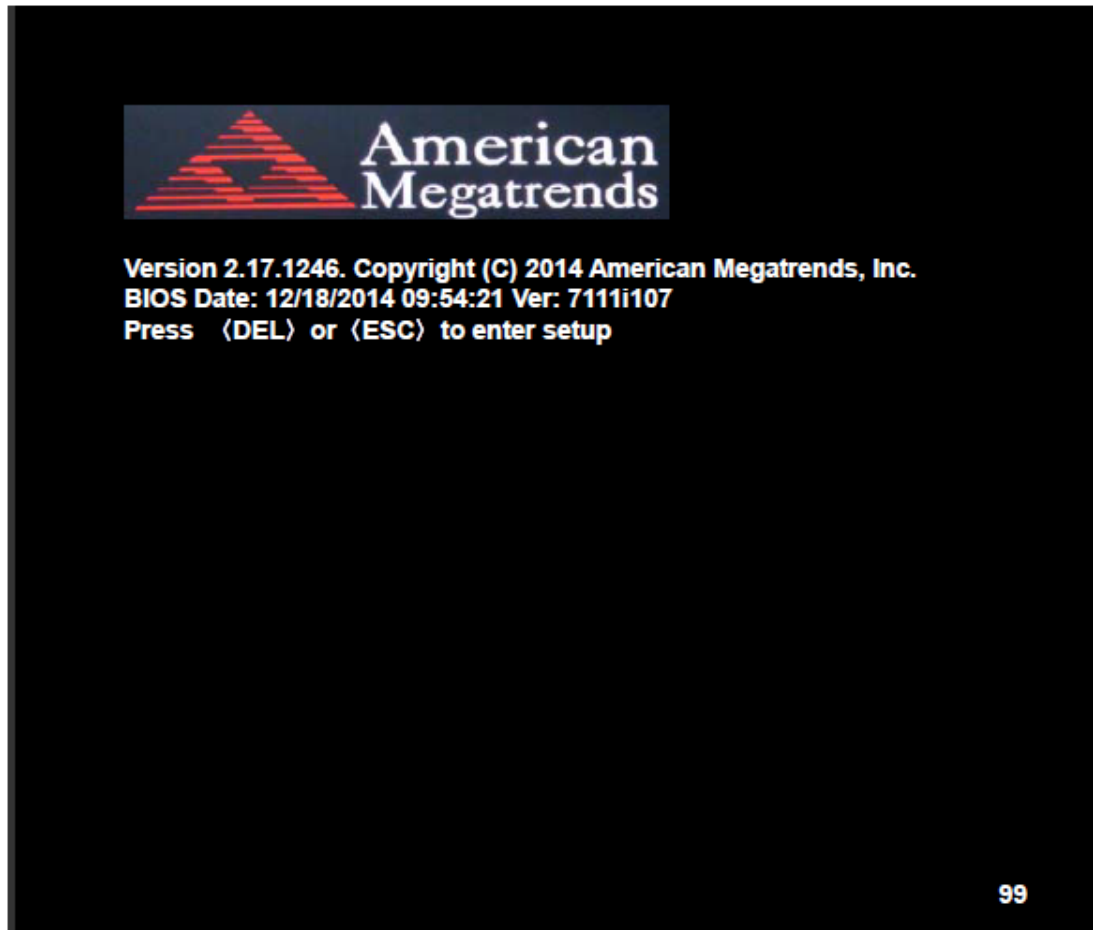 American
Megatrends
Version 2.17.1246. Copyright (C) 2014 American Megatrends, Inc.
BIOS Date: 12/18/2014 09:54:21 Ver: 7111i107
Press 〈DEL〉 or 〈ESC〉 to enter setup
99